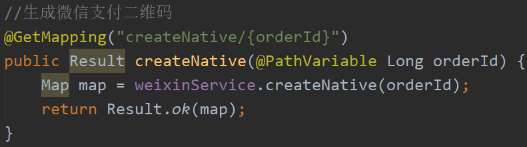 //生成微信支付二维码
@GetMapping("createNative/{orderId}")
public Result createNative(@PathVariable Long orderId) {
    Map map = weixinService.createNative(orderId);
    return Result.ok(map);
}